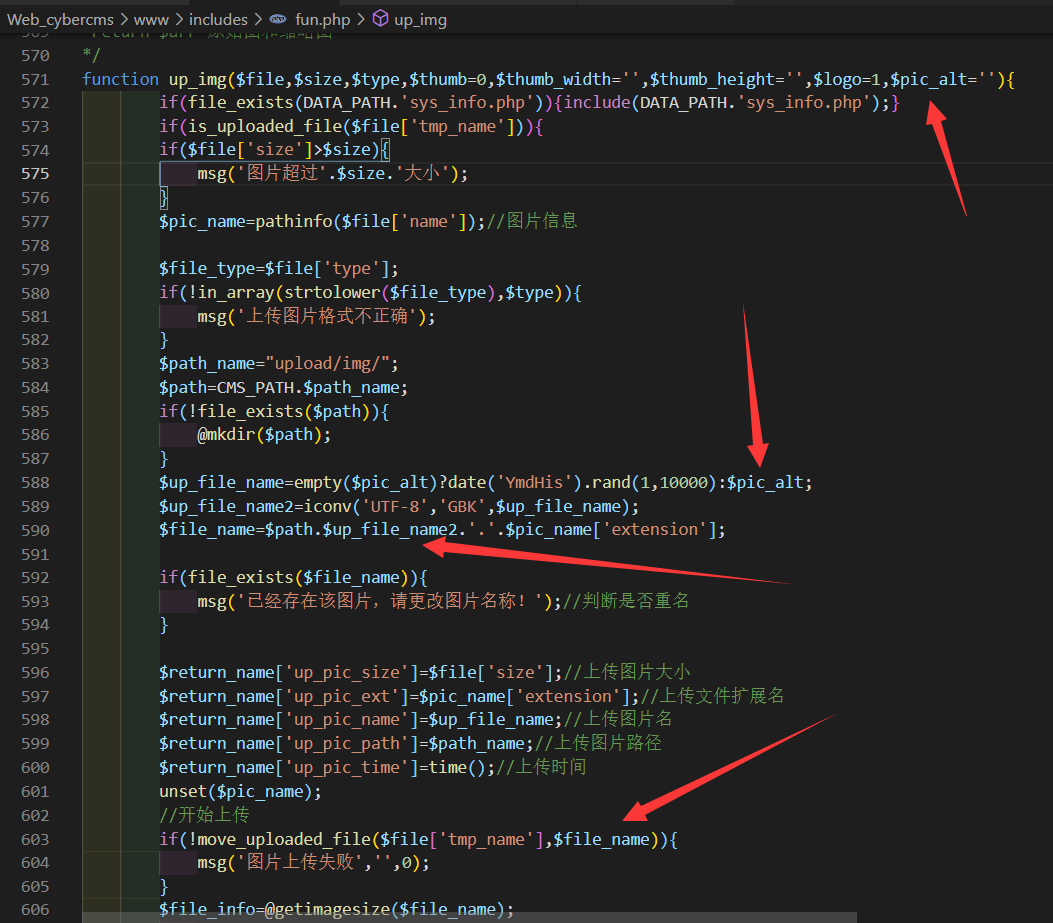 Web_cybercms > www > includes > fun.php > up_img
570 */
571 function up_img($file,$size,$type,$thumb=0,$thumb_width='',$thumb_height='',$logo=1,$pic_alt=''){
572 if(file_exists(DATA_PATH.'sys_info.php')){include(DATA_PATH.'sys_info.php');}
573 if(is_uploaded_file($file['tmp_name'])){
574 if($file['size']>$size){
575 msg('图片超过'.$size.'大小');
576 }
577 $pic_name=pathinfo($file['name']);//图片信息
578
579 $file_type=$file['type'];
580 if(!in_array(strtolower($file_type),$type)){
581 msg('上传图片格式不正确');
582 }
583 $path_name="upload/img/";
584 $path=CMS_PATH.$path_name;
585 if(!file_exists($path)){
586 @mkdir($path);
587 }
588 $up_file_name=empty($pic_alt)?date('YmdHis').rand(1,10000):$pic_alt;
589 $up_file_name2=iconv('UTF-8','GBK',$up_file_name);
590 $file_name=$path.$up_file_name2.'.'.$pic_name['extension'];
591
592 if(file_exists($file_name)){
593 msg('已经存在该图片，请更改图片名称！');//判断是否重名
594 }
595
596 $return_name['up_pic_size']=$file['size'];//上传图片大小
597 $return_name['up_pic_ext']=$pic_name['extension'];//上传文件扩展名
598 $return_name['up_pic_name']=$up_file_name;//上传图片名
599 $return_name['up_pic_path']=$path_name;//上传图片路径
600 $return_name['up_pic_time']=time();//上传时间
601 unset($pic_name);
602 //开始上传
603 if(!move_uploaded_file($file['tmp_name'],$file_name)){
604 msg('图片上传失败','',0);
605 }
606 $file_info=@getimagesize($file_name);